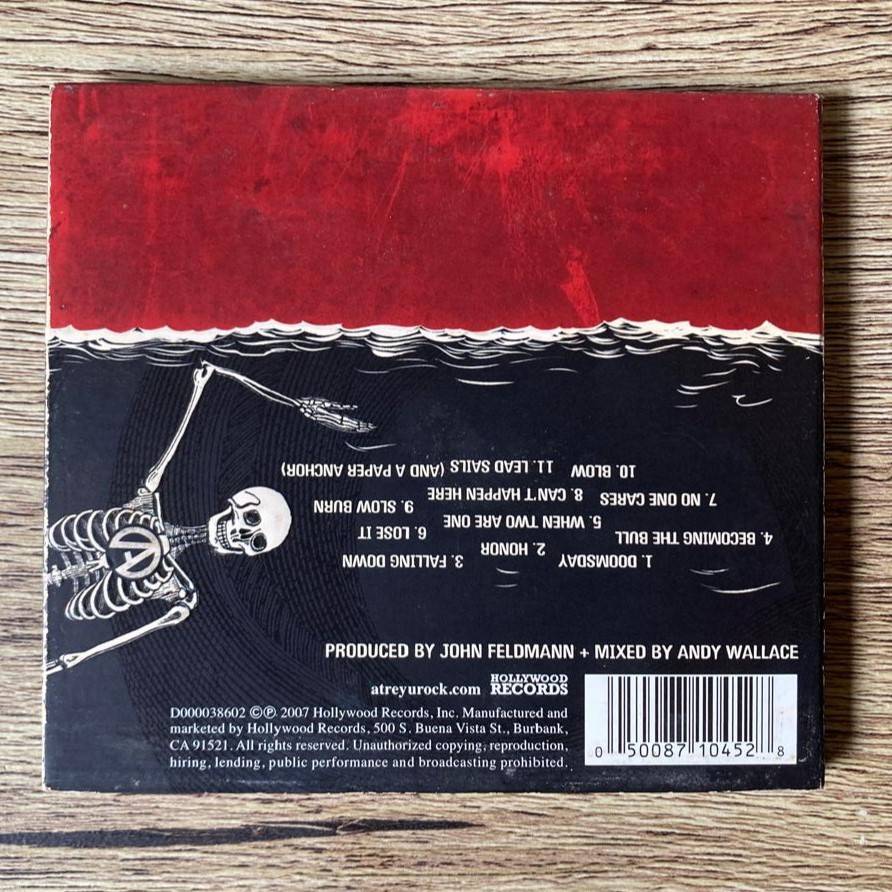 1. DOOMSDAY 2. HONOR 3. FALLING DOWN
4. BECOMING THE BULL
5. WHEN TWO ARE ONE 6. LOSE IT
7. NO ONE CARES 8. CAN'T HAPPEN HERE
9. SLOW BURN
10. BLOW 11. LEAD SAILS (AND A PAPER ANCHOR)
PRODUCED BY JOHN FELDMANN + MIXED BY ANDY WALLACE
atreyurock.com HOLLYWOOD RECORDS
D000038602 ©℗ 2007 Hollywood Records, Inc. Manufactured and
marketed by Hollywood Records, 500 S. Buena Vista St., Burbank,
CA 91521. All rights reserved. Unauthorized copying, reproduction,
hiring, lending, public performance and broadcasting prohibited.
0 50087 10452 8